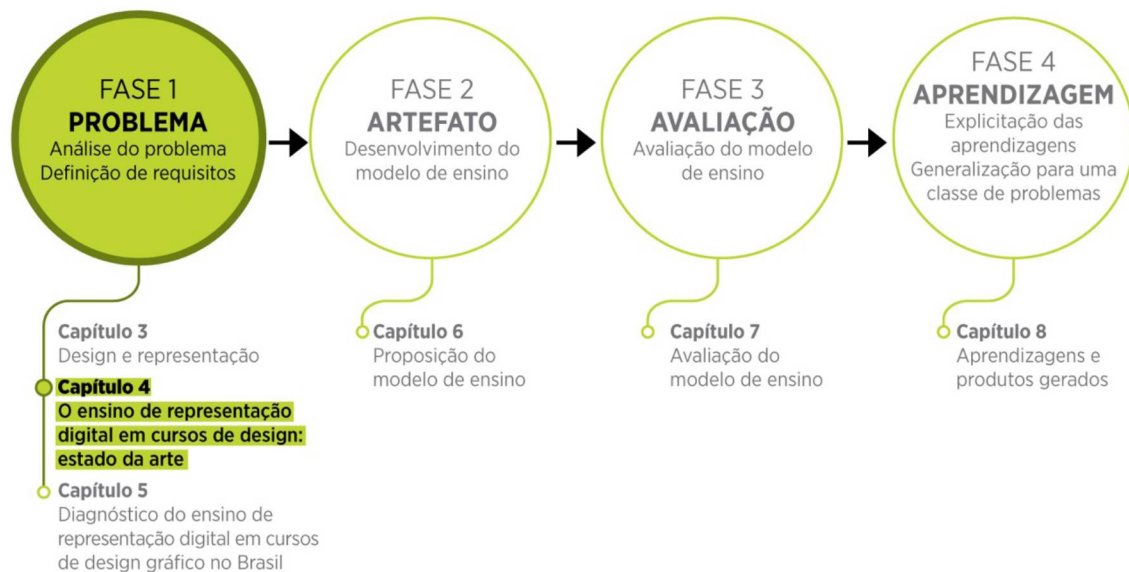 FASE 1
PROBLEMA
Análise do problema
Definição de requisitos
FASE 2
ARTEFATO
Desenvolvimento do
modelo de ensino
FASE 3
AVALIAÇÃO
Avaliação do modelo
de ensino
FASE 4
APRENDIZAGEM
Explicitação das
aprendizagens
Generalização para uma
classe de problemas
Capítulo 3
Design e representação
Capítulo 4
O ensino de representação
digital em cursos de design:
estado da arte
Capítulo 5
Diagnóstico do ensino de
representação digital em cursos
de design gráfico no Brasil
Capítulo 6
Proposição do
modelo de ensino
Capítulo 7
Avaliação do
modelo de ensino
Capítulo 8
Aprendizagens e
produtos gerados